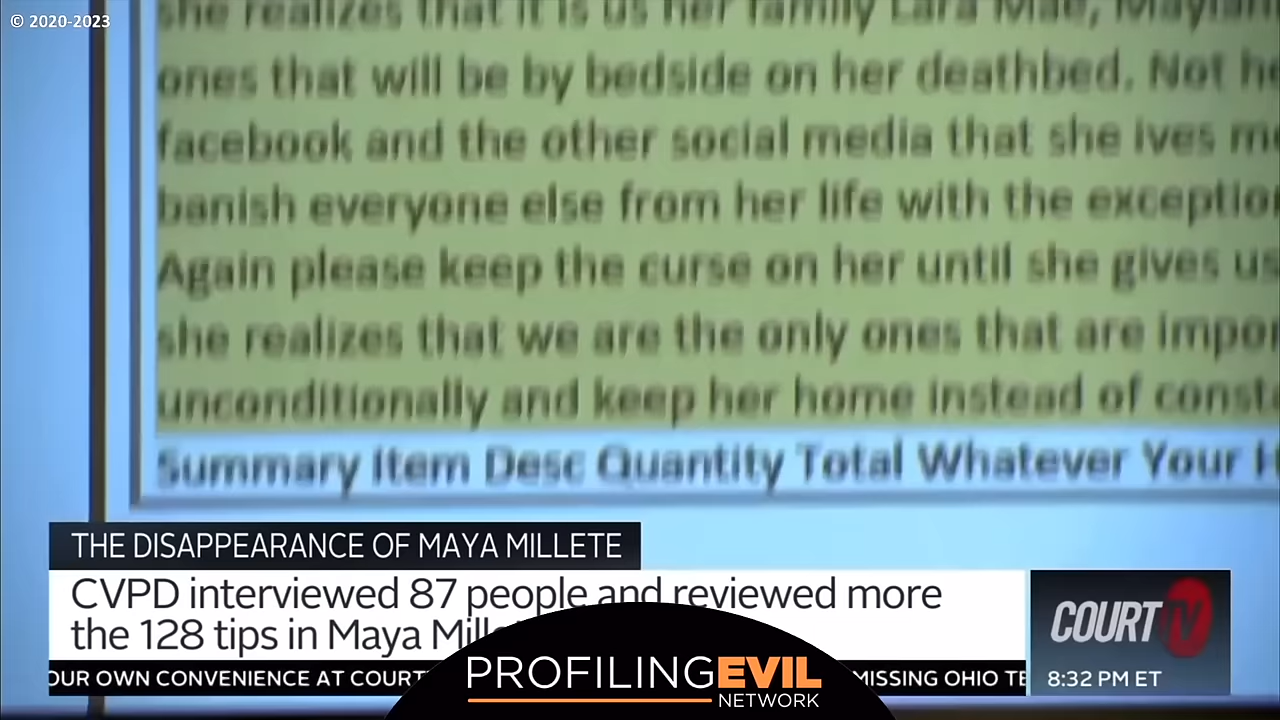 © 2020-2023
she realizes that it is us her family Lara Mae,
ones that will be by bedside on her deathbed. Not
facebook and the other social media that she ives
banish everyone else from her life with the
Again please keep the curse on her until she gives us
she realizes that we are the only ones that are
unconditionally and keep her home instead of
Summary Item Desc Quantity Total Whatever Your
THE DISAPPEARANCE OF MAYA MILLETE
CVPD interviewed 87 people and reviewed more
the 128 tips in Maya
COURT TV
OUR OWN CONVENIENCE AT COURT
MISSING OHIO
8:32 PM ET
PROFILINGEVIL
NETWORK